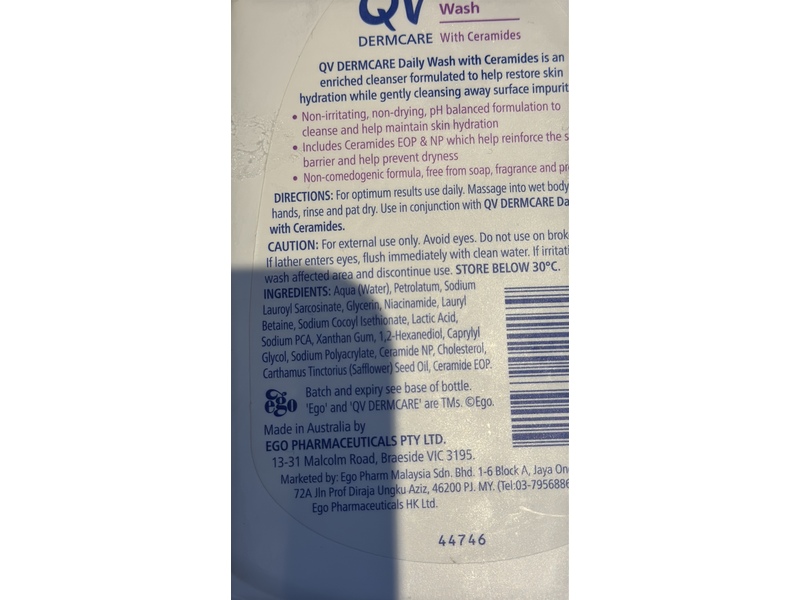 QV Wash
DERMCARE With Ceramides
QV DERMCARE Daily Wash with Ceramides is an
enriched cleanser formulated to help restore skin
hydration while gently cleansing away surface impurit
• Non-irritating, non-drying, pH balanced formulation to
cleanse and help maintain skin hydration
• Includes Ceramides EOP & NP which help reinforce the s
barrier and help prevent dryness
• Non-comedogenic formula, free from soap, fragrance and pr
DIRECTIONS: For optimum results use daily. Massage into wet body
hands, rinse and pat dry. Use in conjunction with QV DERMCARE Da
with Ceramides.
CAUTION: For external use only. Avoid eyes. Do not use on brok
If lather enters eyes, flush immediately with clean water. If irritati
wash affected area and discontinue use. STORE BELOW 30°C.
INGREDIENTS: Aqua (Water), Petrolatum, Sodium
Lauroyl Sarcosinate, Glycerin, Niacinamide, Lauryl
Betaine, Sodium Cocoyl Isethionate, Lactic Acid,
Sodium PCA, Xanthan Gum, 1,2-Hexanediol, Caprylyl
Glycol, Sodium Polyacrylate, Ceramide NP, Cholesterol,
Carthamus Tinctorius (Safflower) Seed Oil, Ceramide EOP.
ego Batch and expiry see base of bottle.
'Ego' and 'QV DERMCARE' are TMs. ©Ego.
Made in Australia by
EGO PHARMACEUTICALS PTY LTD.
13-31 Malcolm Road, Braeside VIC 3195.
Marketed by: Ego Pharm Malaysia Sdn. Bhd. 1-6 Block A, Jaya On
72A Jln Prof Diraja Ungku Aziz, 46200 PJ. MY. (Tel:03-7956886
Ego Pharmaceuticals HK Ltd.
44746